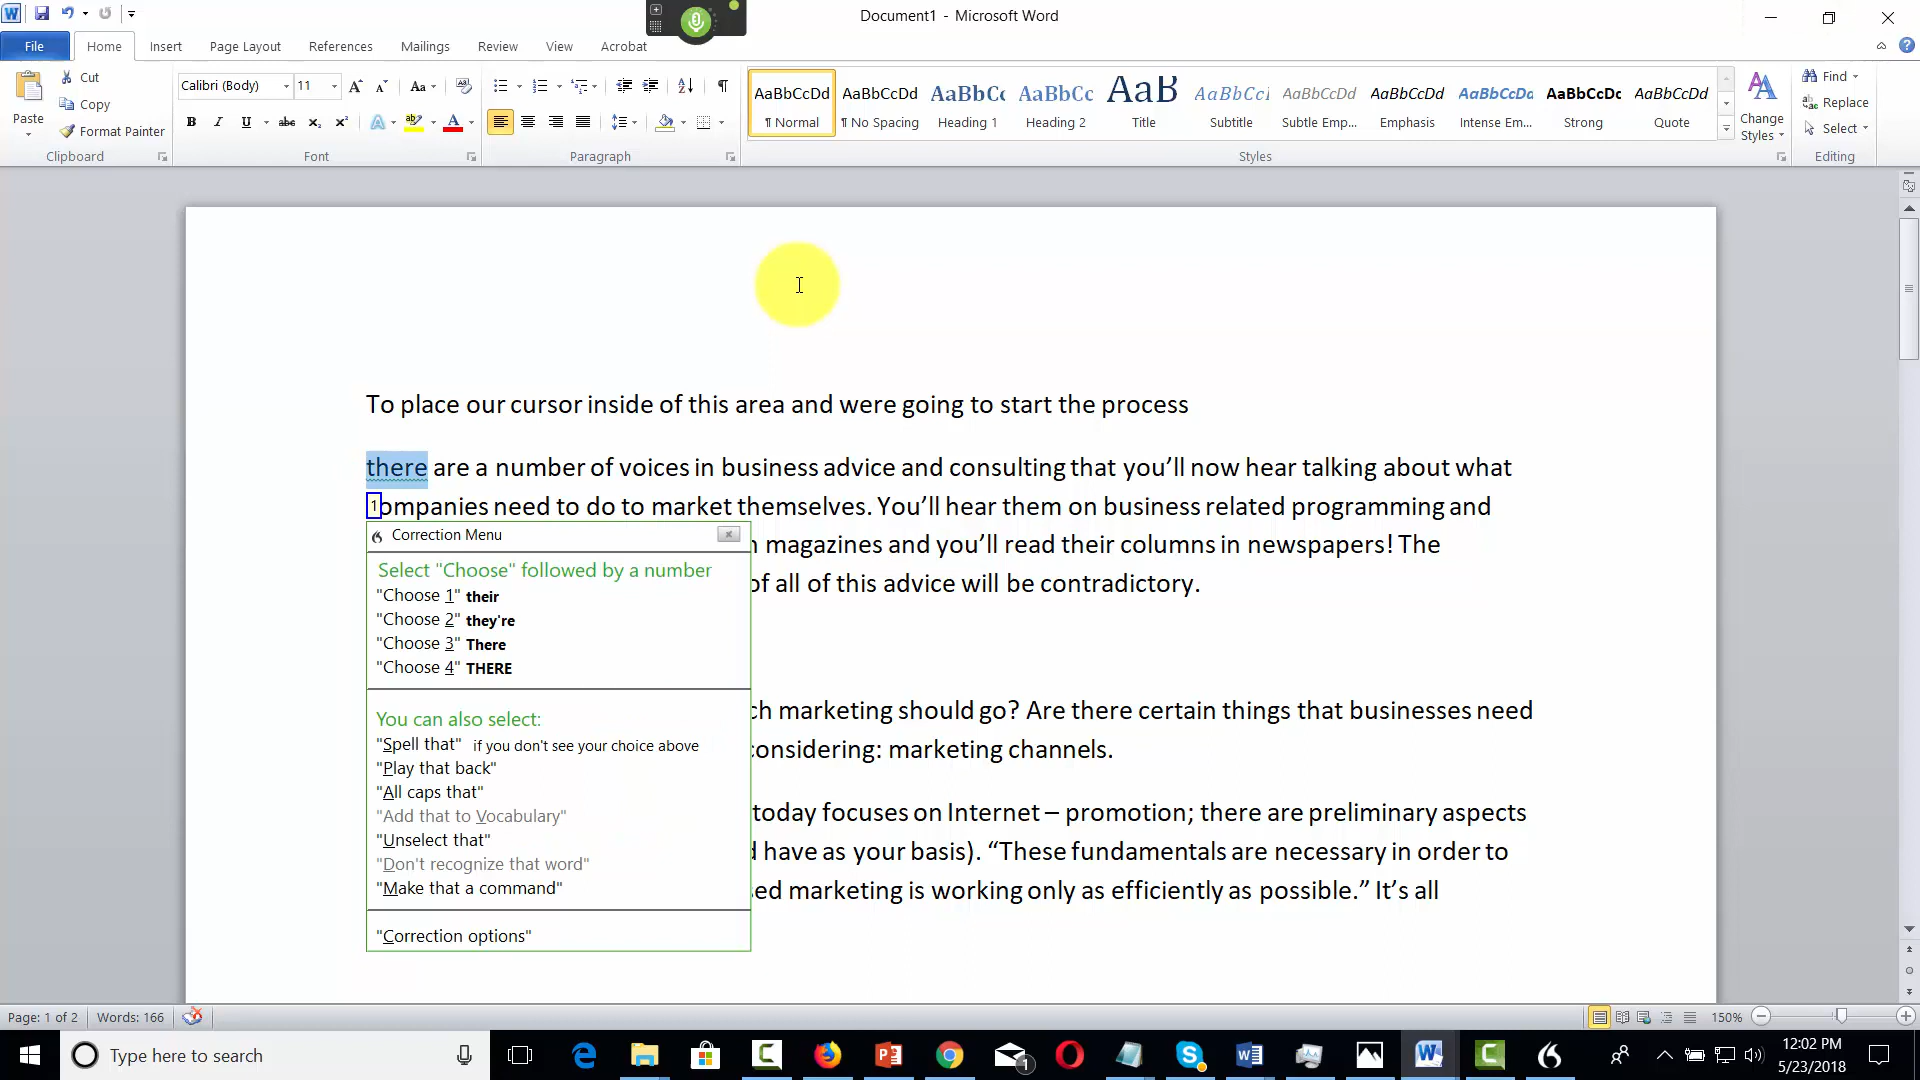 Document1 - Microsoft Word
File Home Insert Page Layout References Mailings Review View Acrobat
Paste
Cut
Copy
Format Painter
Clipboard
Calibri (Body) 11
Font
Paragraph
AaBbCcDd AaBbCcDd AaBbCc AaBbCc AaB AaBbCcI AaBbCcDd AaBbCcDd AaBbCcDd AaBbCcDc AaBbCcDd
¶ Normal ¶ No Spacing Heading 1 Heading 2 Title Subtitle Subtle Emp... Emphasis Intense Em... Strong Quote
Styles
Change
Styles
Find
Replace
Select
Editing
To place our cursor inside of this area and were going to start the process
there are a number of voices in business advice and consulting that you’ll now hear talking about what
1 ompanies need to do to market themselves. You’ll hear them on business related programming and
magazines and you’ll read their columns in newspapers! The
of all of this advice will be contradictory.
ch marketing should go? Are there certain things that businesses need
considering: marketing channels.
today focuses on Internet – promotion; there are preliminary aspects
have as your basis). “These fundamentals are necessary in order to
ed marketing is working only as efficiently as possible.” It’s all
Correction Menu
Select "Choose" followed by a number
"Choose 1" their
"Choose 2" they're
"Choose 3" There
"Choose 4" THERE
You can also select:
"Spell that" if you don't see your choice above
"Play that back"
"All caps that"
"Add that to Vocabulary"
"Unselect that"
"Don't recognize that word"
"Make that a command"
"Correction options"
Page: 1 of 2 Words: 166
150%
Type here to search
1
12:02 PM
5/23/2018